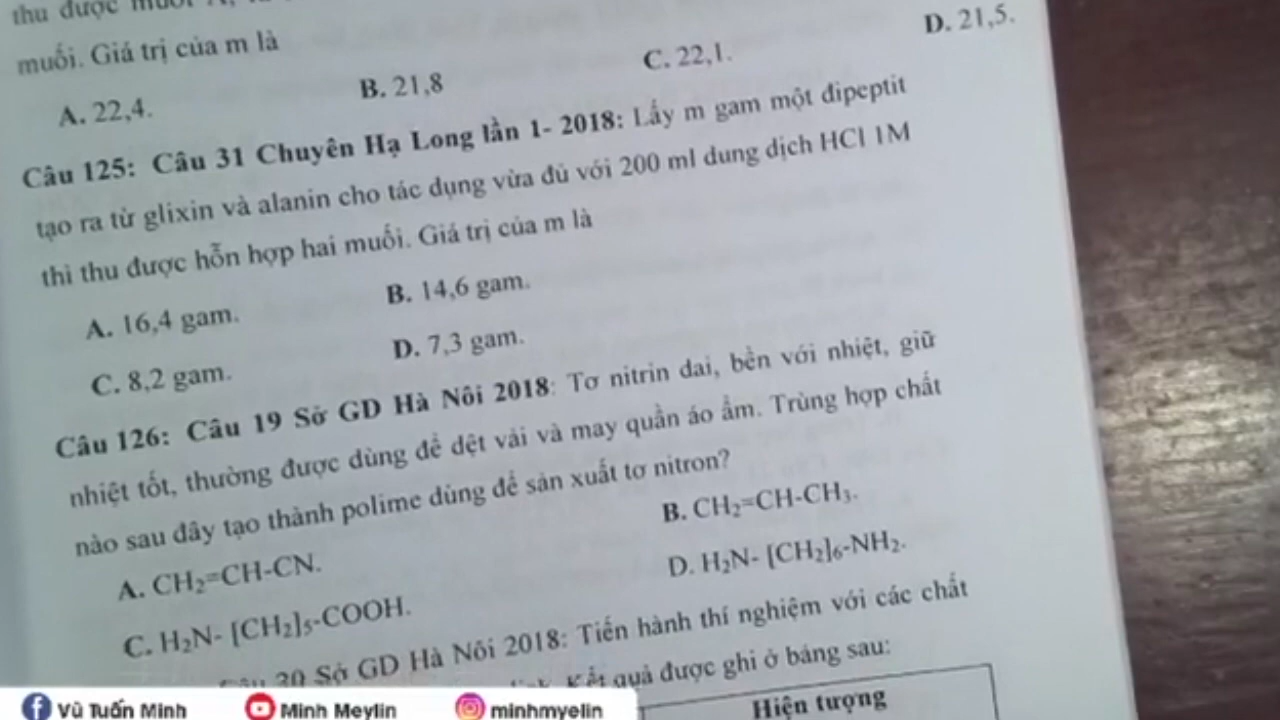 thu được muối
muối. Giá trị của m là
A. 22,4. B. 21,8 C. 22,1. D. 21,5.
Câu 125: Câu 31 Chuyên Hạ Long lần 1- 2018: Lấy m gam một đipeptit
tạo ra từ glixin và alanin cho tác dụng vừa đủ với 200 ml dung dịch HCl 1M
thì thu được hỗn hợp hai muối. Giá trị của m là
A. 16,4 gam. B. 14,6 gam.
C. 8,2 gam. D. 7,3 gam.
Câu 126: Câu 19 Sở GD Hà Nôi 2018: Tơ nitrin dai, bền với nhiệt, giữ
nhiệt tốt, thường được dùng để dệt vải và may quần áo ẩm. Trùng hợp chất
nào sau đây tạo thành polime dùng để sản xuất tơ nitron?
A. CH₂=CH-CN. B. CH₂=CH-CH₃.
C. H₂N- [CH₂]₅-COOH. D. H₂N- [CH₂]₆-NH₂.
20 Sở GD Hà Nôi 2018: Tiến hành thí nghiệm với các chất
Kết quả được ghi ở bảng sau:
Hiện tượng
Vũ Tuấn Minh Minh Meylin minhmyelin